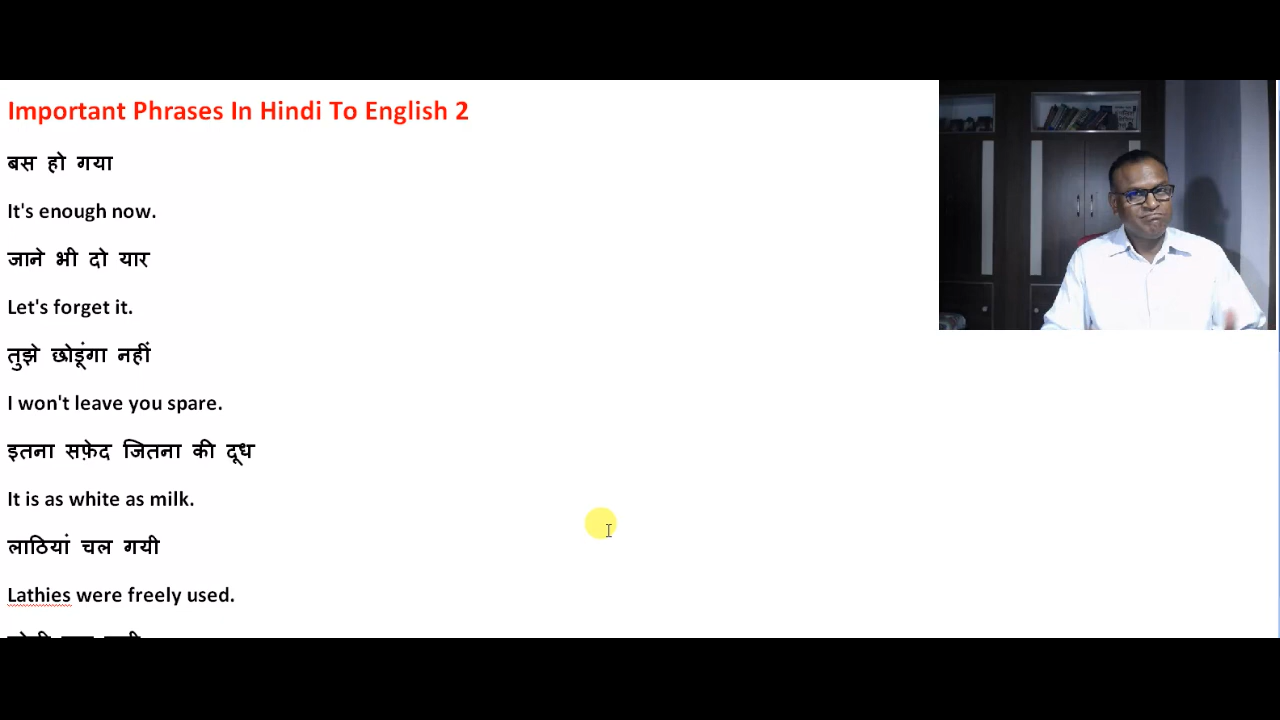 Important Phrases In Hindi To English 2
बस हो गया
It's enough now.
जाने भी दो यार
Let's forget it.
तुझे छोडूंगा नहीं
I won't leave you spare.
इतना सफ़ेद जितना की दूध
It is as white as milk.
लाठियां चल गयी
Lathies were freely used.